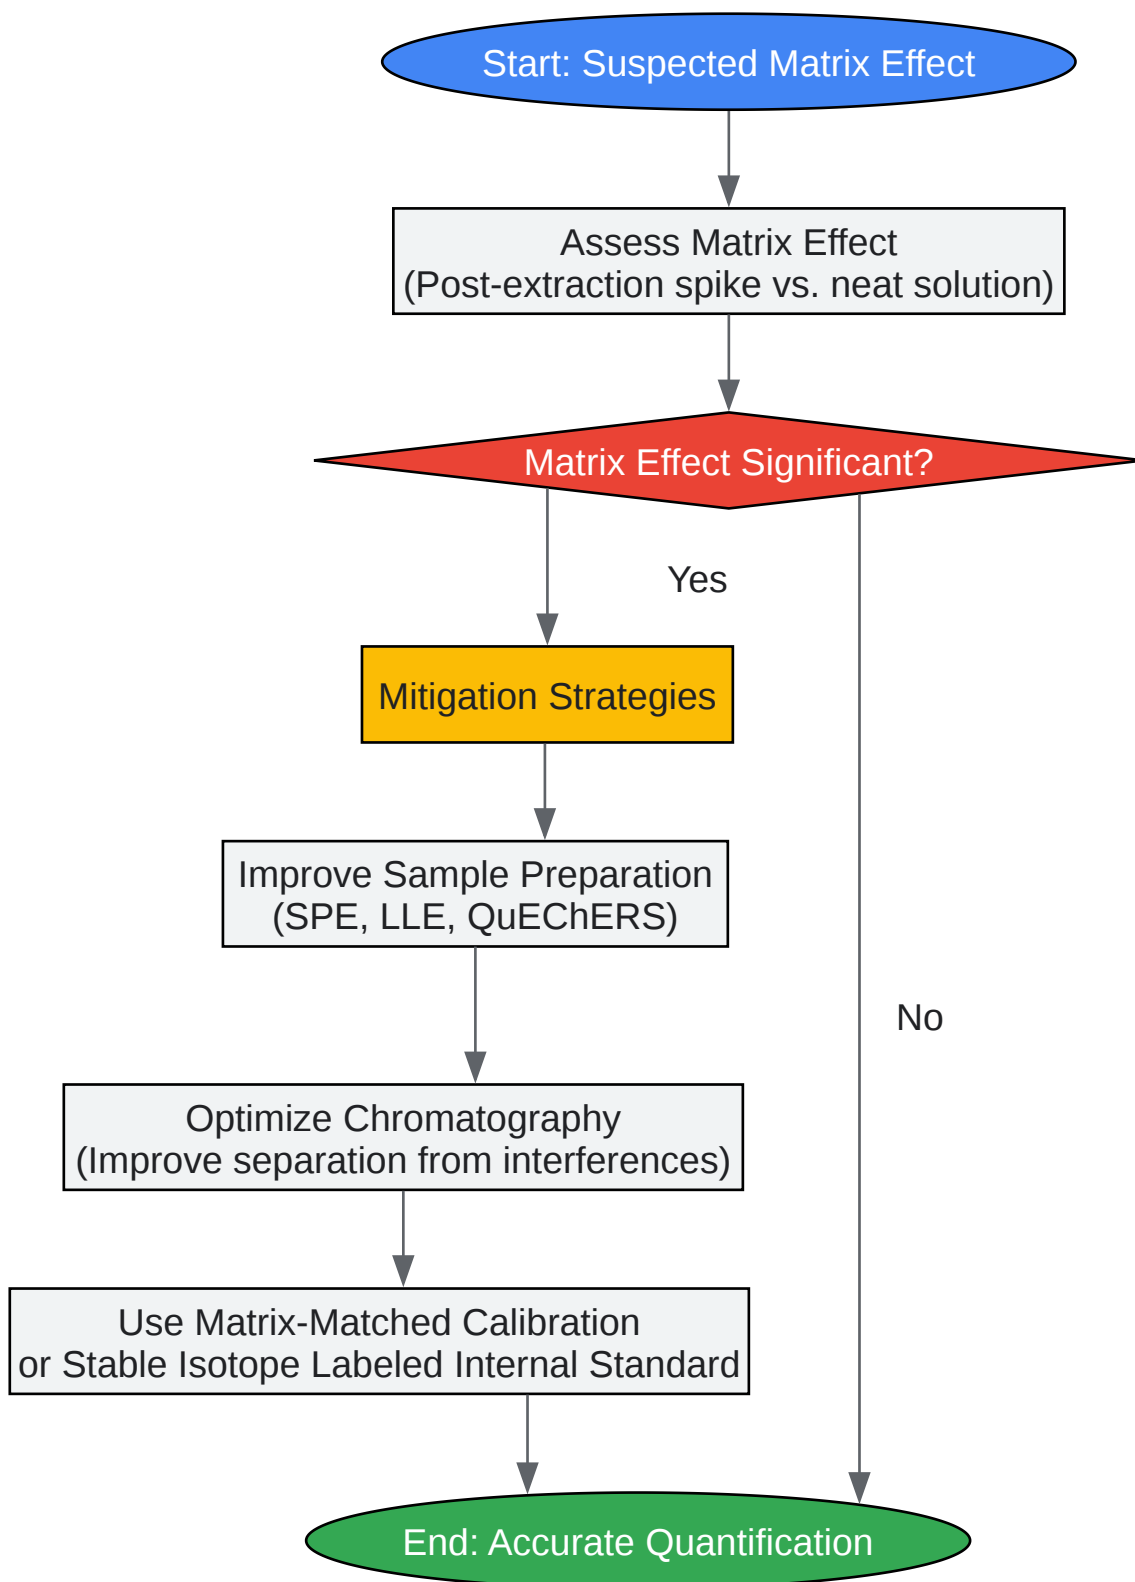 Start: Suspected Matrix Effect
Assess Matrix Effect
(Post-extraction spike vs. neat solution)
Matrix Effect Significant?
Yes
Mitigation Strategies
Improve Sample Preparation
(SPE, LLE, QuEChERS)
No
Optimize Chromatography
(Improve separation from interferences)
Use Matrix-Matched Calibration
or Stable Isotope Labeled Internal Standard
End: Accurate Quantification